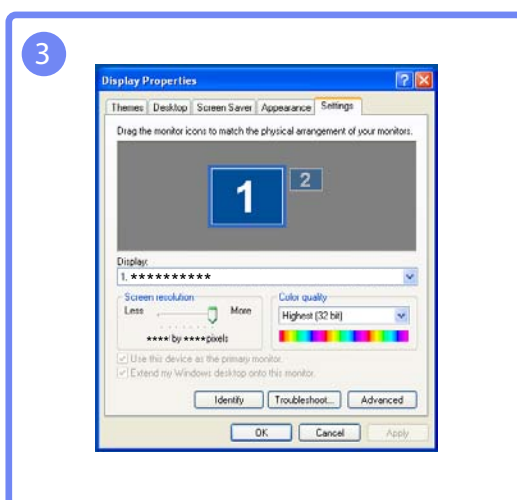 3
Display Properties
Themes Desktop Screen Saver Appearance Settings
Drag the monitor icons to match the physical arrangement of your monitors.
1 2
Display:
1. **********
Screen resolution
Less More
**** by **** pixels
Color quality
Highest (32 bit)
Use this device as the primary monitor.
Extend my Windows desktop onto this monitor.
Identify Troubleshoot... Advanced
OK Cancel Apply